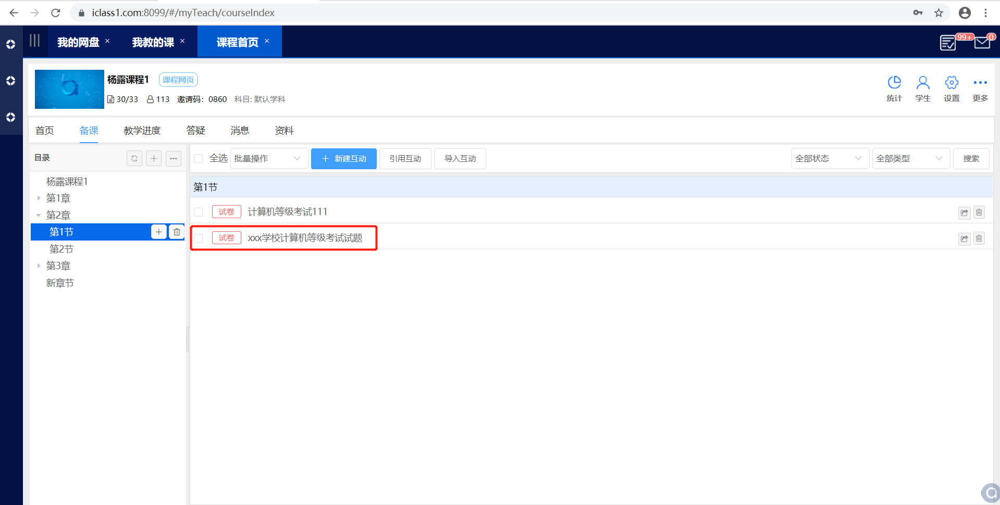 iclass1.com:8099/#/myTeach/courseIndex
我的网盘 × 我教的课 × 课程首页 ×
99+ 0
杨露课程1 课程网页
30/33 113 邀请码：0860 科目: 默认学科
统计 学生 设置 更多
首页 备课 教学进度 答疑 消息 资料
目录
全选 批量操作 + 新建互动 引用互动 导入互动 全部状态 全部类型 搜索
杨露课程1
第1章
第2章
第1节
第2节
第3章
新章节
第1节
试卷 计算机等级考试111
试卷 xxx学校计算机等级考试试题